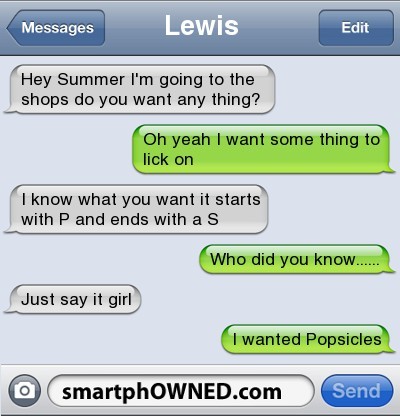 Messages
Lewis
Edit
Hey Summer I'm going to the
shops do you want any thing?
Oh yeah I want some thing to
lick on
I know what you want it starts
with P and ends with a S
Who did you know......
Just say it girl
I wanted Popsicles
smartphOWNED.com
Send